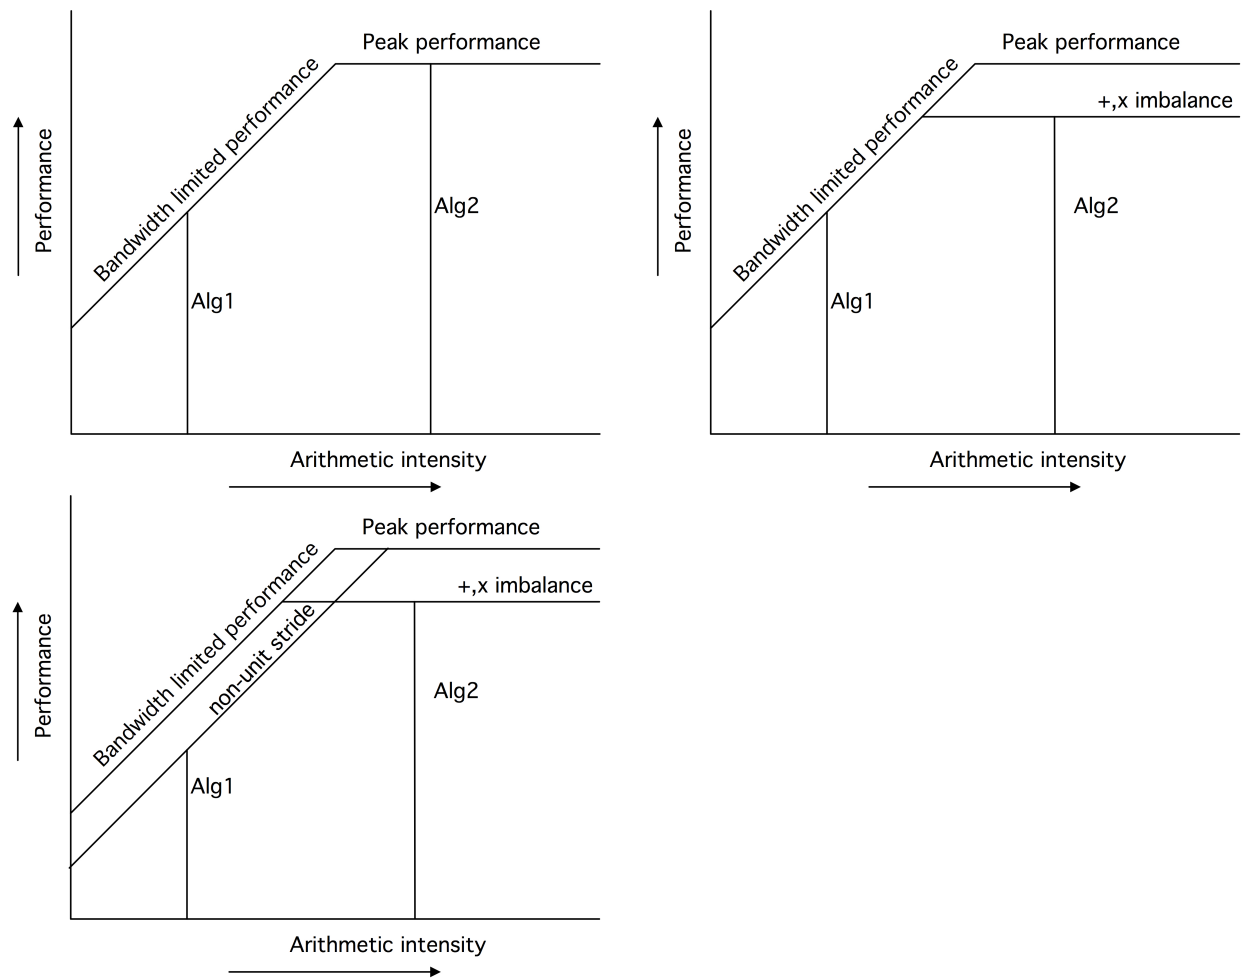 Peak performance
Bandwidth limited performance
Performance
Alg2
Alg1
Arithmetic intensity
Peak performance
+,x imbalance
Bandwidth limited performance
Performance
Alg2
Alg1
Arithmetic intensity
Peak performance
+,x imbalance
Bandwidth limited performance
non-unit stride
Performance
Alg2
Alg1
Arithmetic intensity